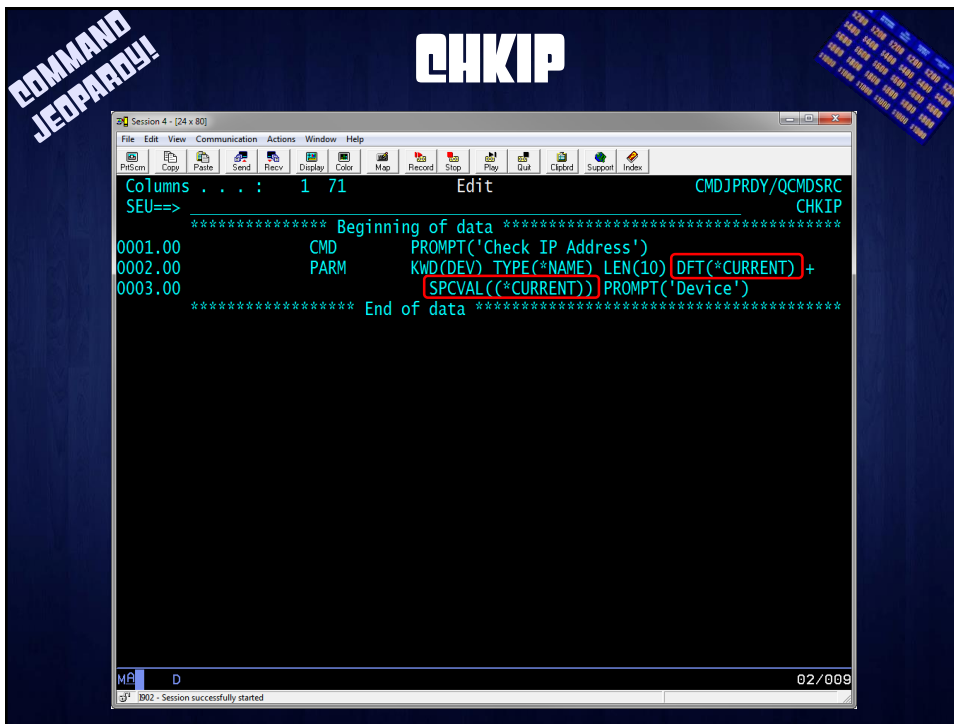 COMMAND
JEOPARDY!
CHKIP
Session 4 - [24 x 80]
File Edit View Communication Actions Window Help
PrtScrn Copy Paste Send Recv Display Color Map Record Stop Play Quit Clipbrd Support Index
Columns . . . : 1 71 Edit CMDJPRDY/QCMDSRC
SEU==> CHKIP
*************** Beginning of data *************************************
0001.00 CMD PROMPT('Check IP Address')
0002.00 PARM KWD(DEV) TYPE(*NAME) LEN(10) DFT(*CURRENT) +
0003.00 SPCVAL((*CURRENT)) PROMPT('Device')
****************** End of data ****************************************
MA D 02/009
I902 - Session successfully started